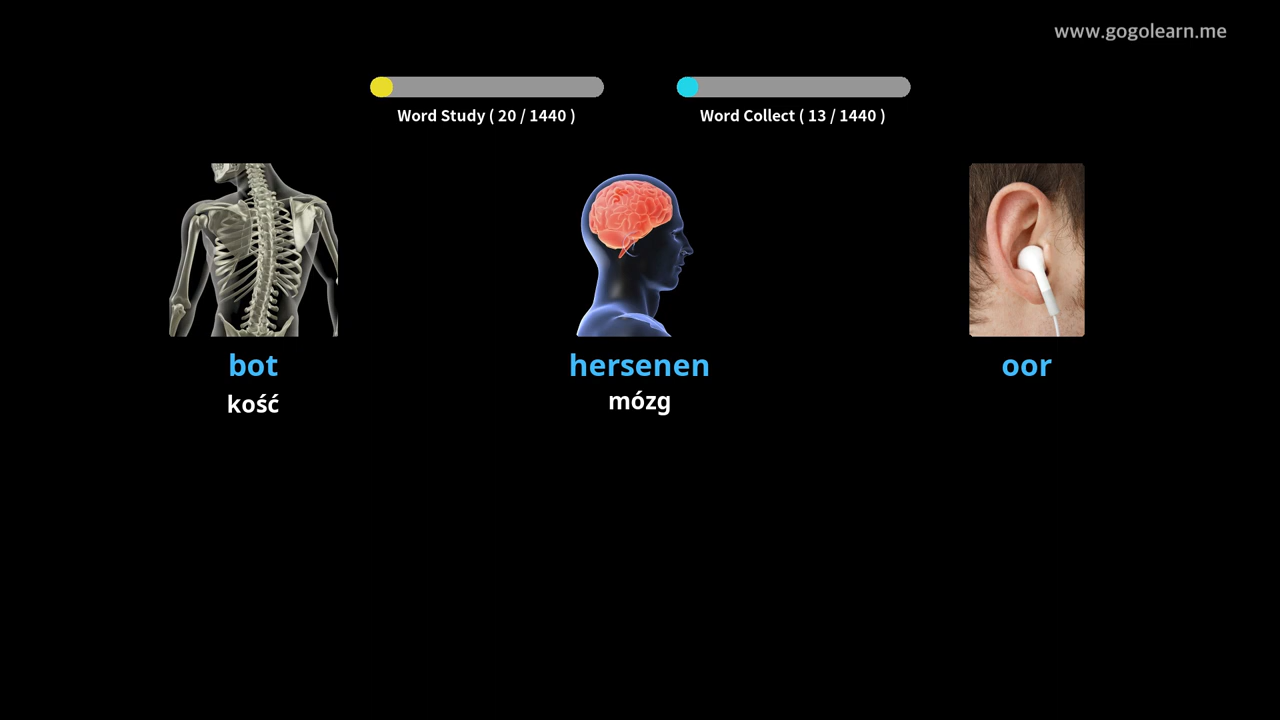 www.gogolearn.me
Word Study ( 20 / 1440 )
Word Collect ( 13 / 1440 )
bot
hersenen
oor
kość
mózg